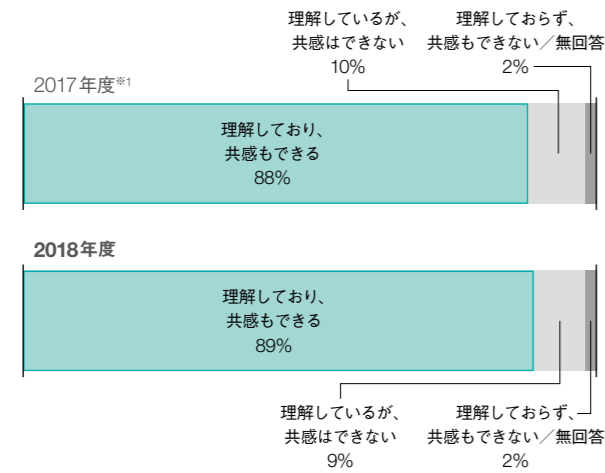 理解しているが、
共感はできない
10%
理解しておらず、
共感もできない／無回答
2%
2017年度※1
理解しており、
共感もできる
88%
2018年度
理解しており、
共感もできる
89%
理解しているが、
共感はできない
9%
理解しておらず、
共感もできない／無回答
2%